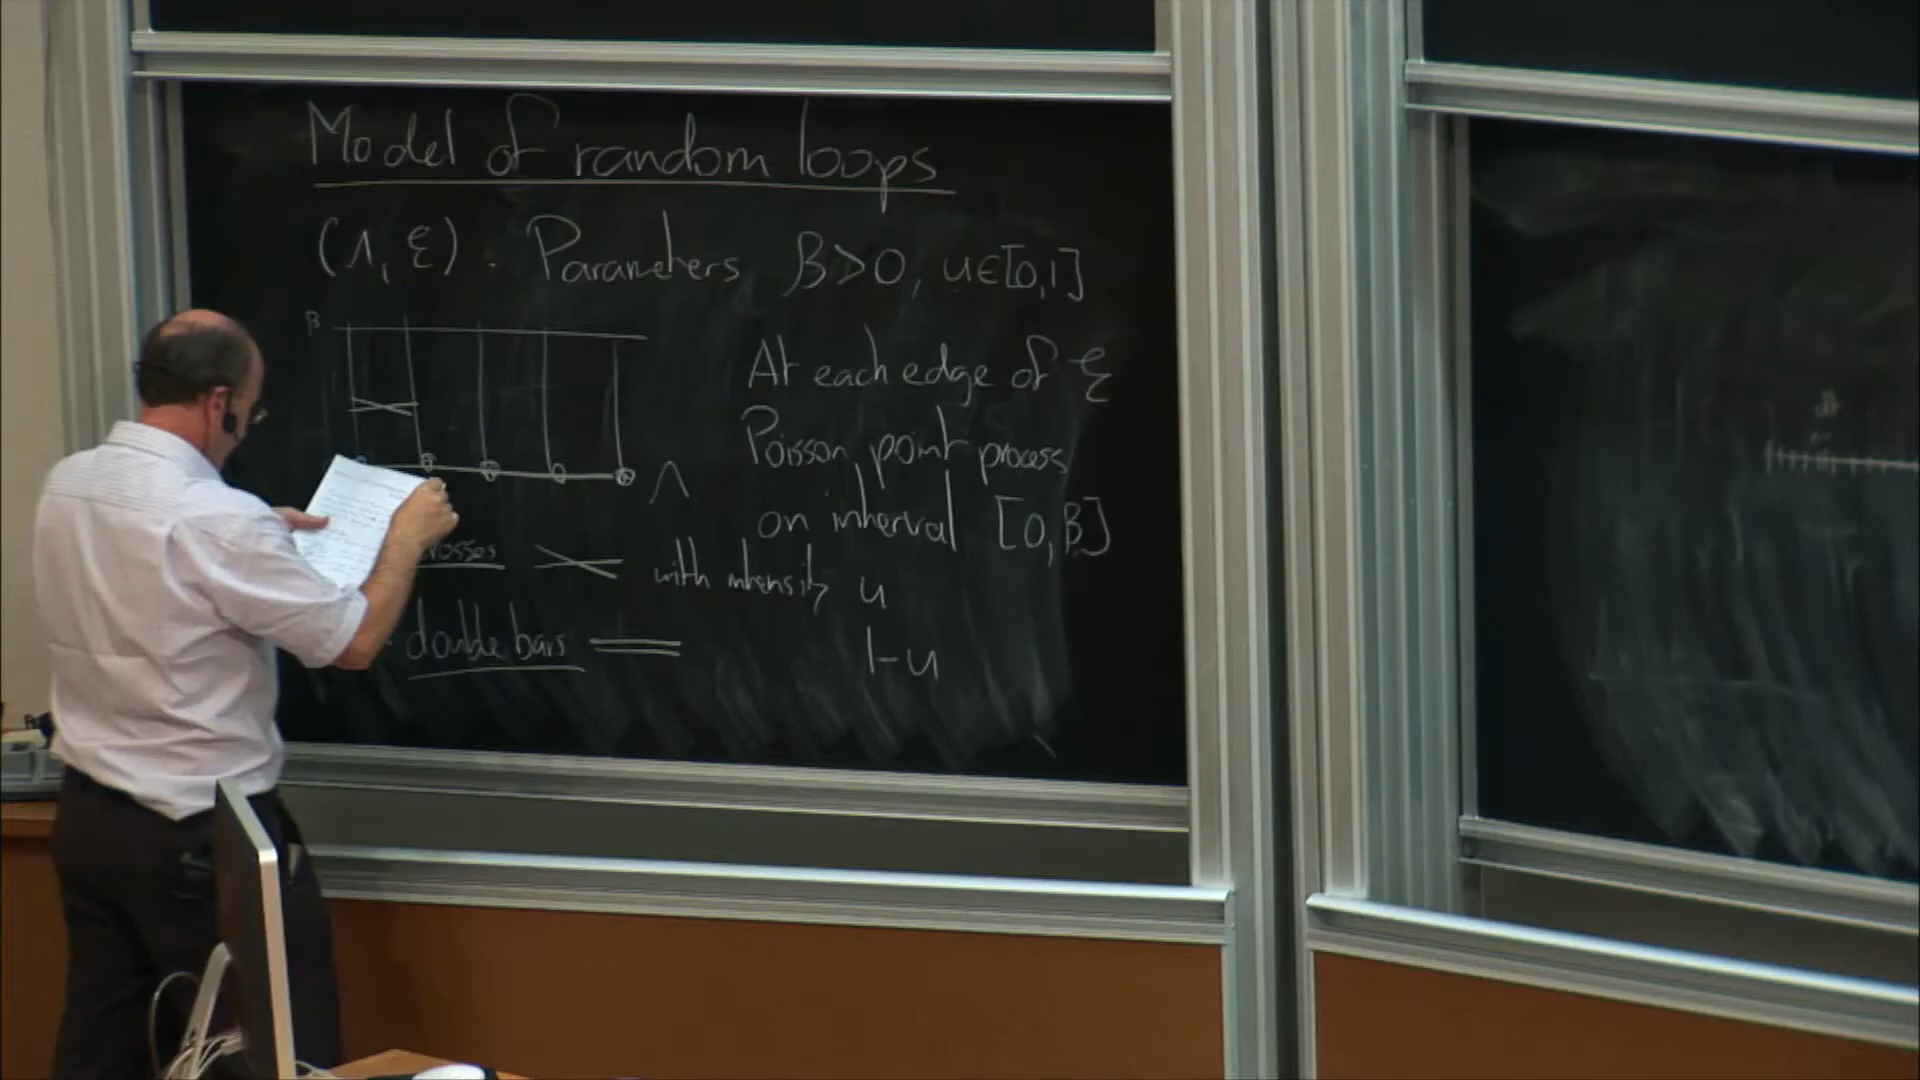 Model of random loops
(Λ, ℰ). Parameters β>0, u∈[0,1]
β
At each edge of ℰ
Poisson point process
Λ
on interval [0,β]
crosses with intensity u
double bars 1-u